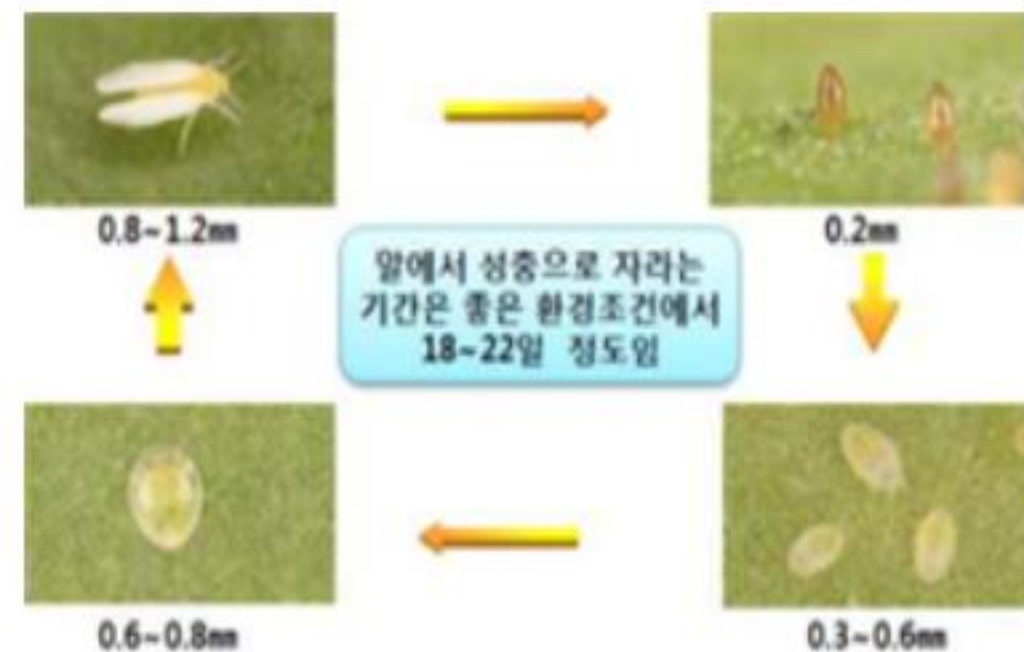 0.8~1.2㎜
0.2㎜
알에서 성충으로 자라는
기간은 좋은 환경조건에서
18~22일 정도임
0.6~0.8㎜
0.3~0.6㎜